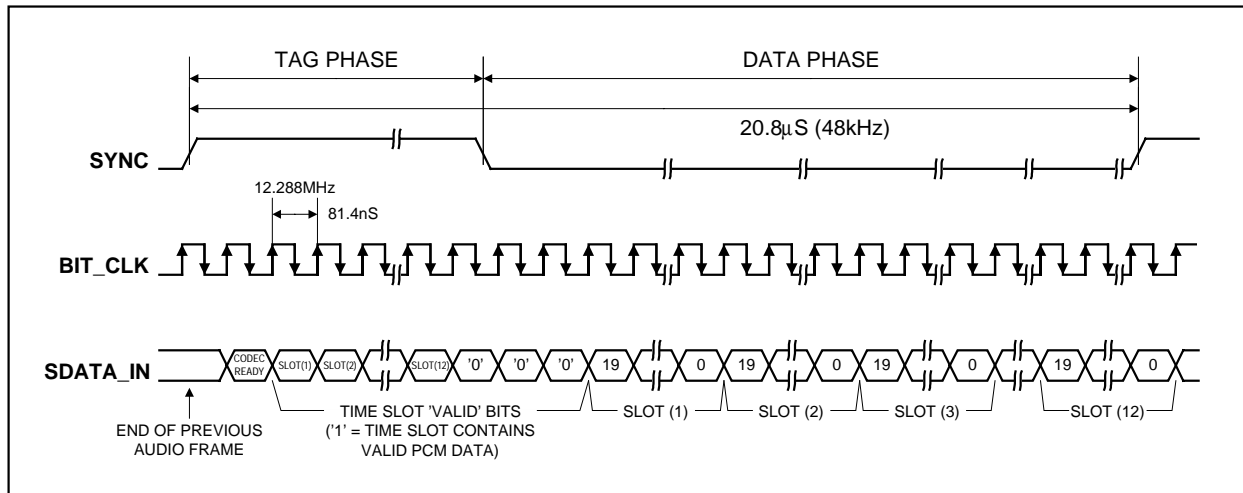 TAG PHASE
DATA PHASE
20.8μS (48kHz)
SYNC
12.288MHz
81.4nS
BIT_CLK
SDATA_IN
CODEC
READY
SLOT(1)
SLOT(2)
SLOT(12)
'0'
'0'
'0'
19
0
19
0
19
0
19
0
END OF PREVIOUS
AUDIO FRAME
TIME SLOT 'VALID' BITS
('1' = TIME SLOT CONTAINS
VALID PCM DATA)
SLOT (1)
SLOT (2)
SLOT (3)
SLOT (12)